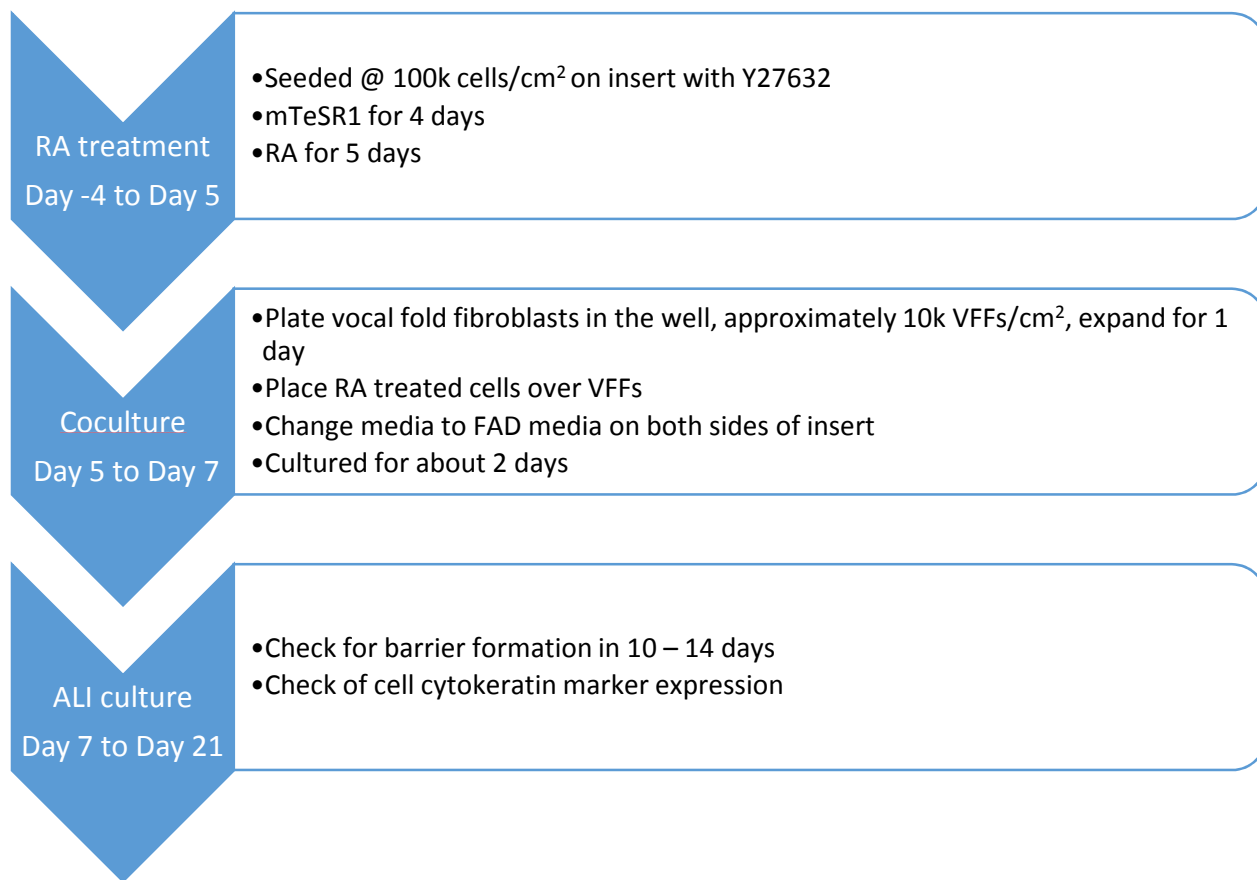 RA treatment
Day -4 to Day 5
•Seeded @ 100k cells/cm² on insert with Y27632
•mTeSR1 for 4 days
•RA for 5 days
Coculture
Day 5 to Day 7
•Plate vocal fold fibroblasts in the well, approximately 10k VFFs/cm², expand for 1
day
•Place RA treated cells over VFFs
•Change media to FAD media on both sides of insert
•Cultured for about 2 days
ALI culture
Day 7 to Day 21
•Check for barrier formation in 10 – 14 days
•Check of cell cytokeratin marker expression